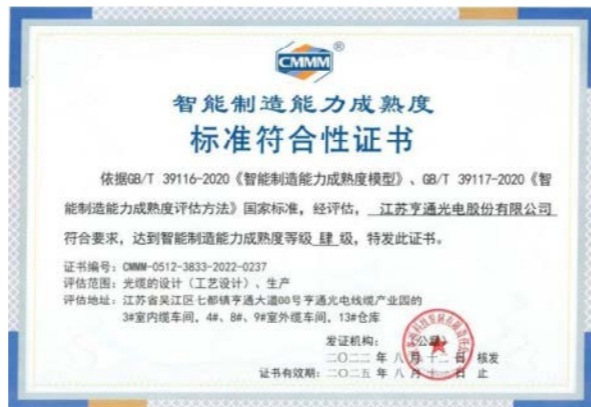 CMMM®
智能制造能力成熟度
标准符合性证书
依据GB/T 39116-2020《智能制造能力成熟度模型》、GB/T 39117-2020《智
能制造能力成熟度评估方法》国家标准，经评估，江苏亨通光电股份有限公司
符合要求，达到智能制造能力成熟度等级 肆 级，特发此证书。
证书编号：CMMM-0512-3833-2022-0237
评估范围：光缆的设计（工艺设计）、生产
评估地址：江苏省吴江区七都镇亨通大道88号亨通光电线缆产业园的
3#室内缆车间，4#、8#、9#室外缆车间，13#仓库
发证机构：（公章）
二〇二二 年 八 月 十二 日 核发
证书有效期：二〇二五 年 八 月 十一 日 止